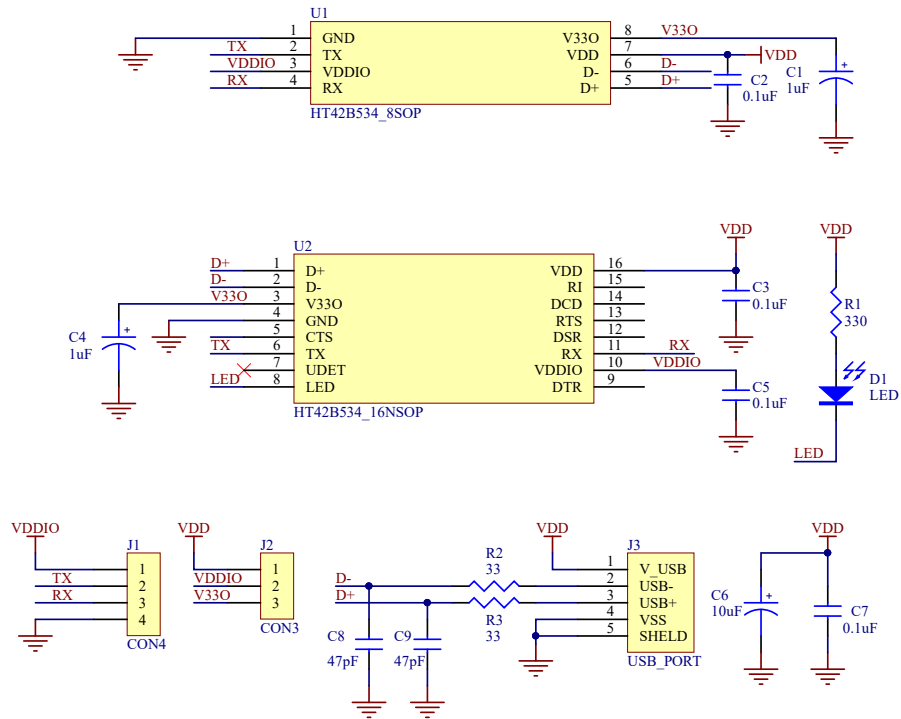 U1
1 GND V33O 8 V33O
TX 2 TX VDD 7 VDD
VDDIO 3 VDDIO D- 6 D-
RX 4 RX D+ 5 D+
HT42B534_8SOP
C2
0.1uF
C1
1uF
+
U2
D+ 1 D+ VDD 16 VDD
D- 2 D- RI 15
V33O 3 V33O DCD 14
4 GND RTS 13
5 CTS DSR 12
TX 6 TX RX 11 RX
7 UDET VDDIO 10 VDDIO
LED 8 LED DTR 9
HT42B534_16NSOP
C4
1uF
+
C3
0.1uF
C5
0.1uF
VDD
R1
330
D1
LED
LED
VDDIO
J1
1
TX 2
RX 3
4
CON4
VDD
J2
1
VDDIO 2
V33O 3
CON3
D-
D+
R2
33
R3
33
C8
47pF
C9
47pF
VDD
J3
1 V_USB
2 USB-
3 USB+
4 VSS
5 SHIELD
USB_PORT
VDD
C6
10uF
+
C7
0.1uF